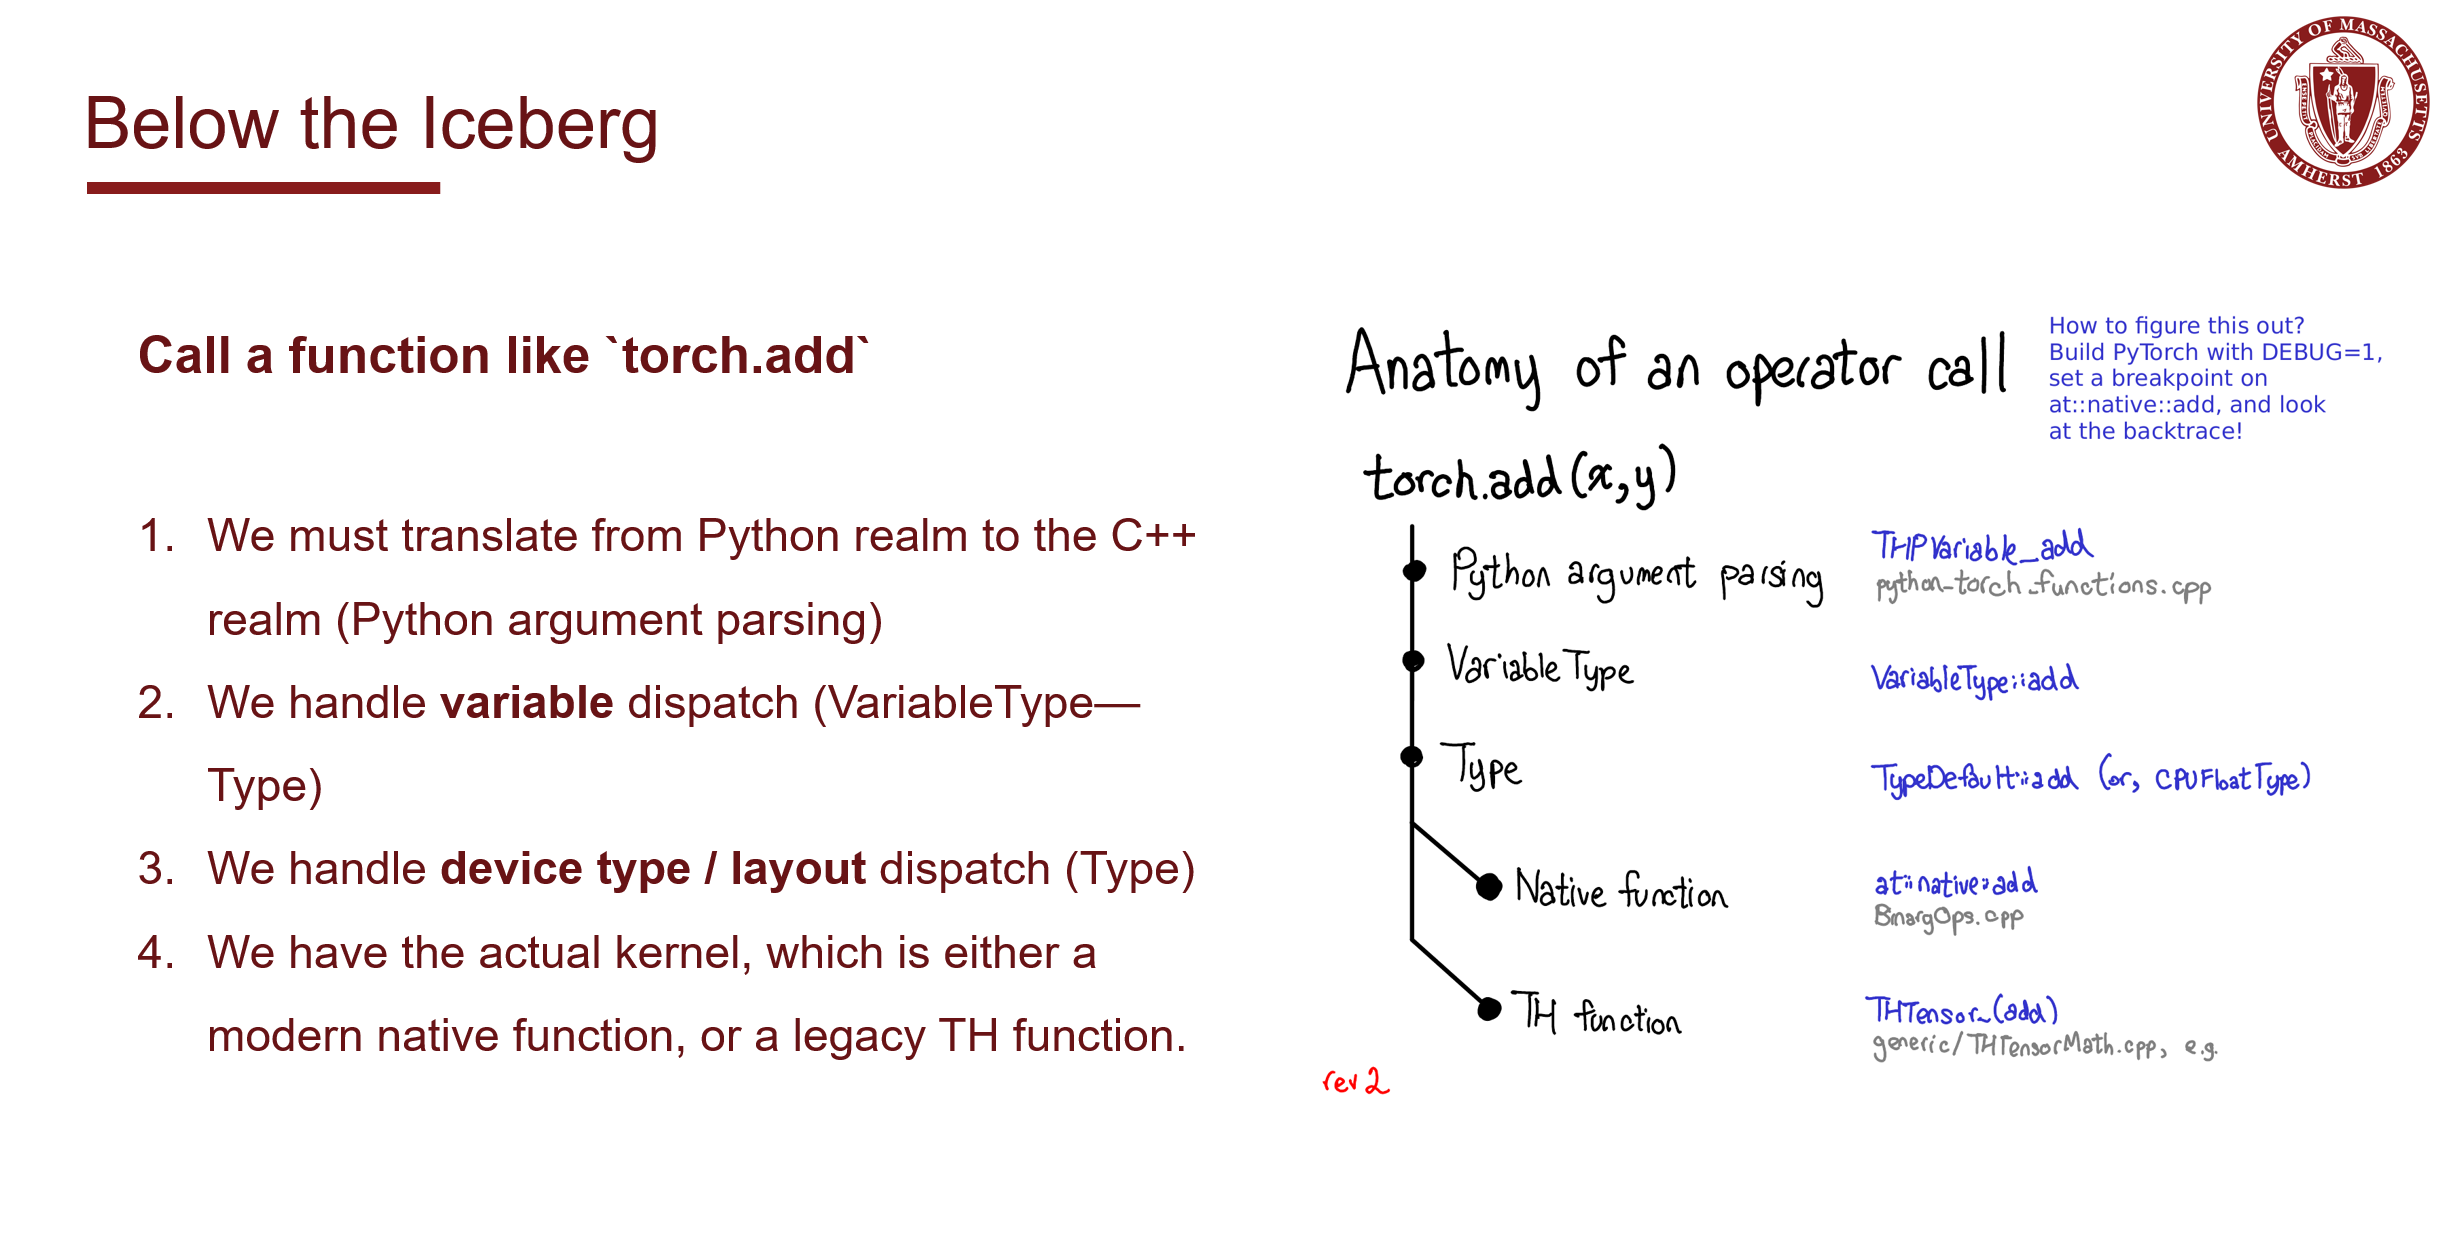 Below the Iceberg
UNIVERSITY OF MASSACHUSETTS
AMHERST 1863
Call a function like `torch.add`
1. We must translate from Python realm to the C++
realm (Python argument parsing)
2. We handle variable dispatch (VariableType—
Type)
3. We handle device type / layout dispatch (Type)
4. We have the actual kernel, which is either a
modern native function, or a legacy TH function.
Anatomy of an operator call
How to figure this out?
Build PyTorch with DEBUG=1,
set a breakpoint on
at::native::add, and look
at the backtrace!
torch.add(x,y)
Python argument parsing
THPVariable_add
python_torch_functions.cpp
VariableType
VariableType::add
Type
TypeDefault::add (or, CPUFloatType)
Native function
at::native::add
BinaryOps.cpp
TH function
THTensor_(add)
generic/THTensorMath.cpp, e.g.
rev 2